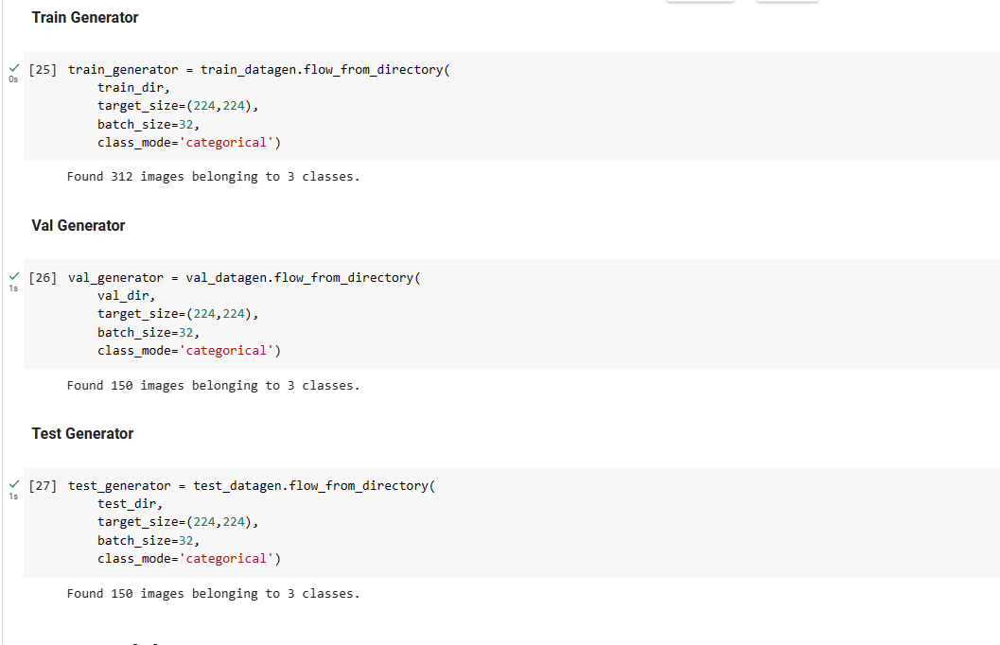 Train Generator
0s
[25] train_generator = train_datagen.flow_from_directory(
train_dir,
target_size=(224,224),
batch_size=32,
class_mode='categorical')
Found 312 images belonging to 3 classes.
Val Generator
1s
[26] val_generator = val_datagen.flow_from_directory(
val_dir,
target_size=(224,224),
batch_size=32,
class_mode='categorical')
Found 150 images belonging to 3 classes.
Test Generator
1s
[27] test_generator = test_datagen.flow_from_directory(
test_dir,
target_size=(224,224),
batch_size=32,
class_mode='categorical')
Found 150 images belonging to 3 classes.